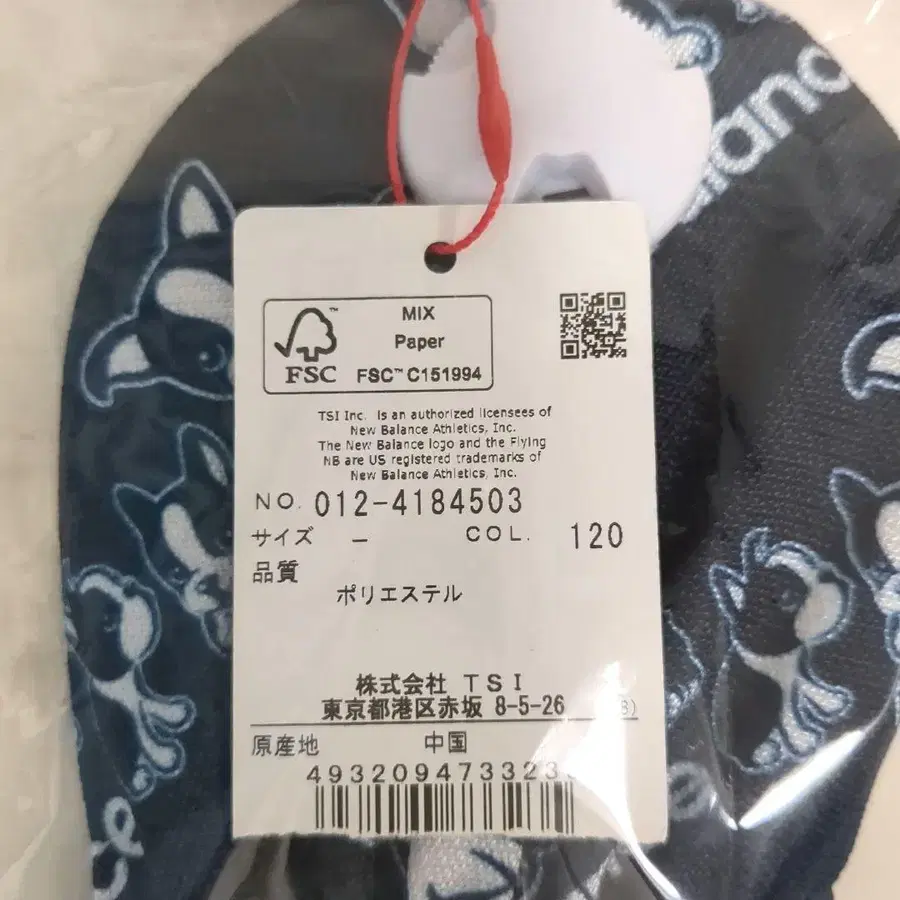 MIX
Paper
FSC™ C151994
FSC™
TSI Inc. is an authorized licensees of
New Balance Athletics, Inc.
The New Balance logo and the Flying
NB are US registered trademarks of
New Balance Athletics, Inc.
NO. 012-4184503
サイズ - COL. 120
品質
ポリエステル
株式会社 TSI
東京都港区赤坂 8-5-26
原産地 中国
493209473323